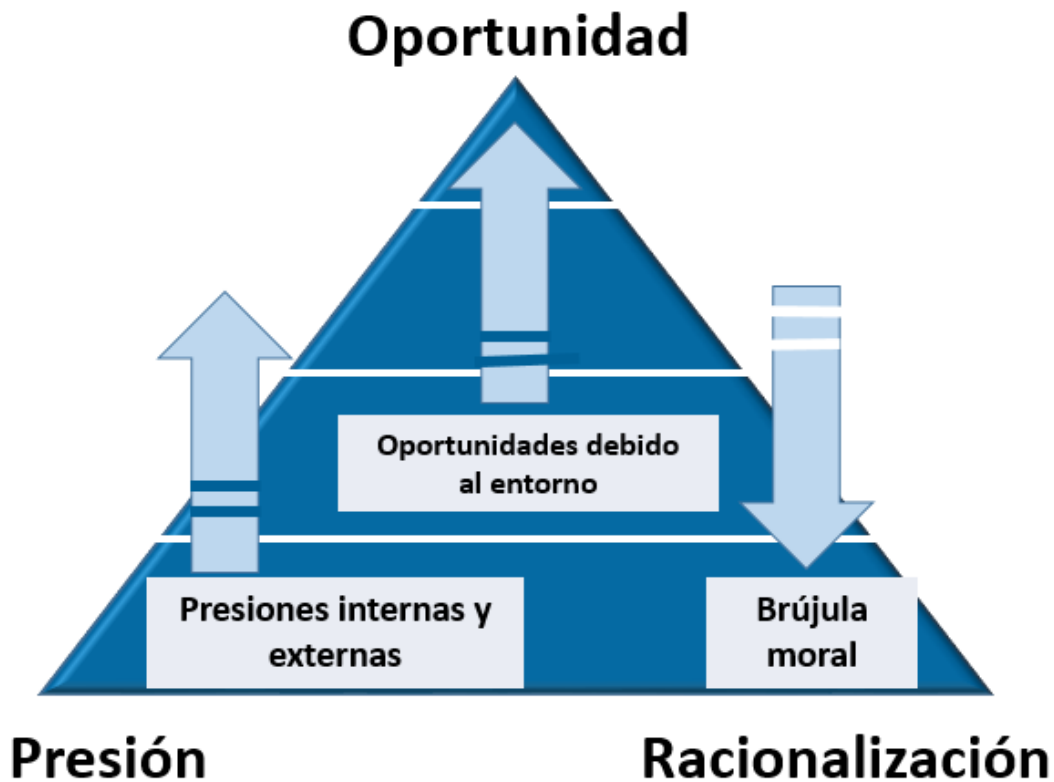 Oportunidad
Oportunidades debido
al entorno
Presiones internas y
externas
Brújula
moral
Presión
Racionalización